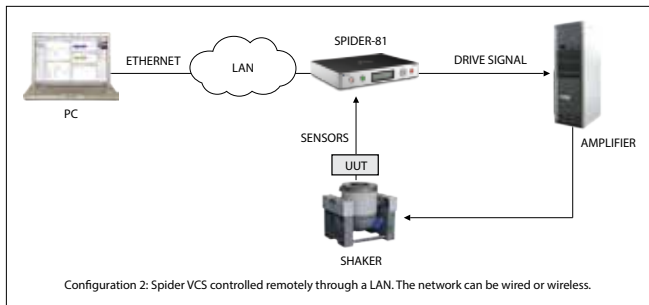 SPIDER-81
ETHERNET
LAN
DRIVE SIGNAL
PC
SENSORS
AMPLIFIER
UUT
SHAKER
Configuration 2: Spider VCS controlled remotely through a LAN. The network can be wired or wireless.